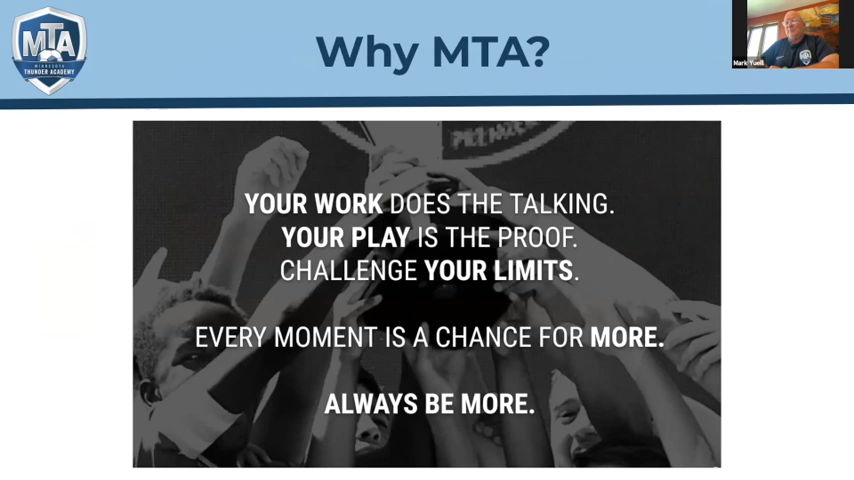 MTA
MINNESOTA
THUNDER ACADEMY
Why MTA?
Mark Yuell
PREMIER
YOUR WORK DOES THE TALKING.
YOUR PLAY IS THE PROOF.
CHALLENGE YOUR LIMITS.
EVERY MOMENT IS A CHANCE FOR MORE.
ALWAYS BE MORE.